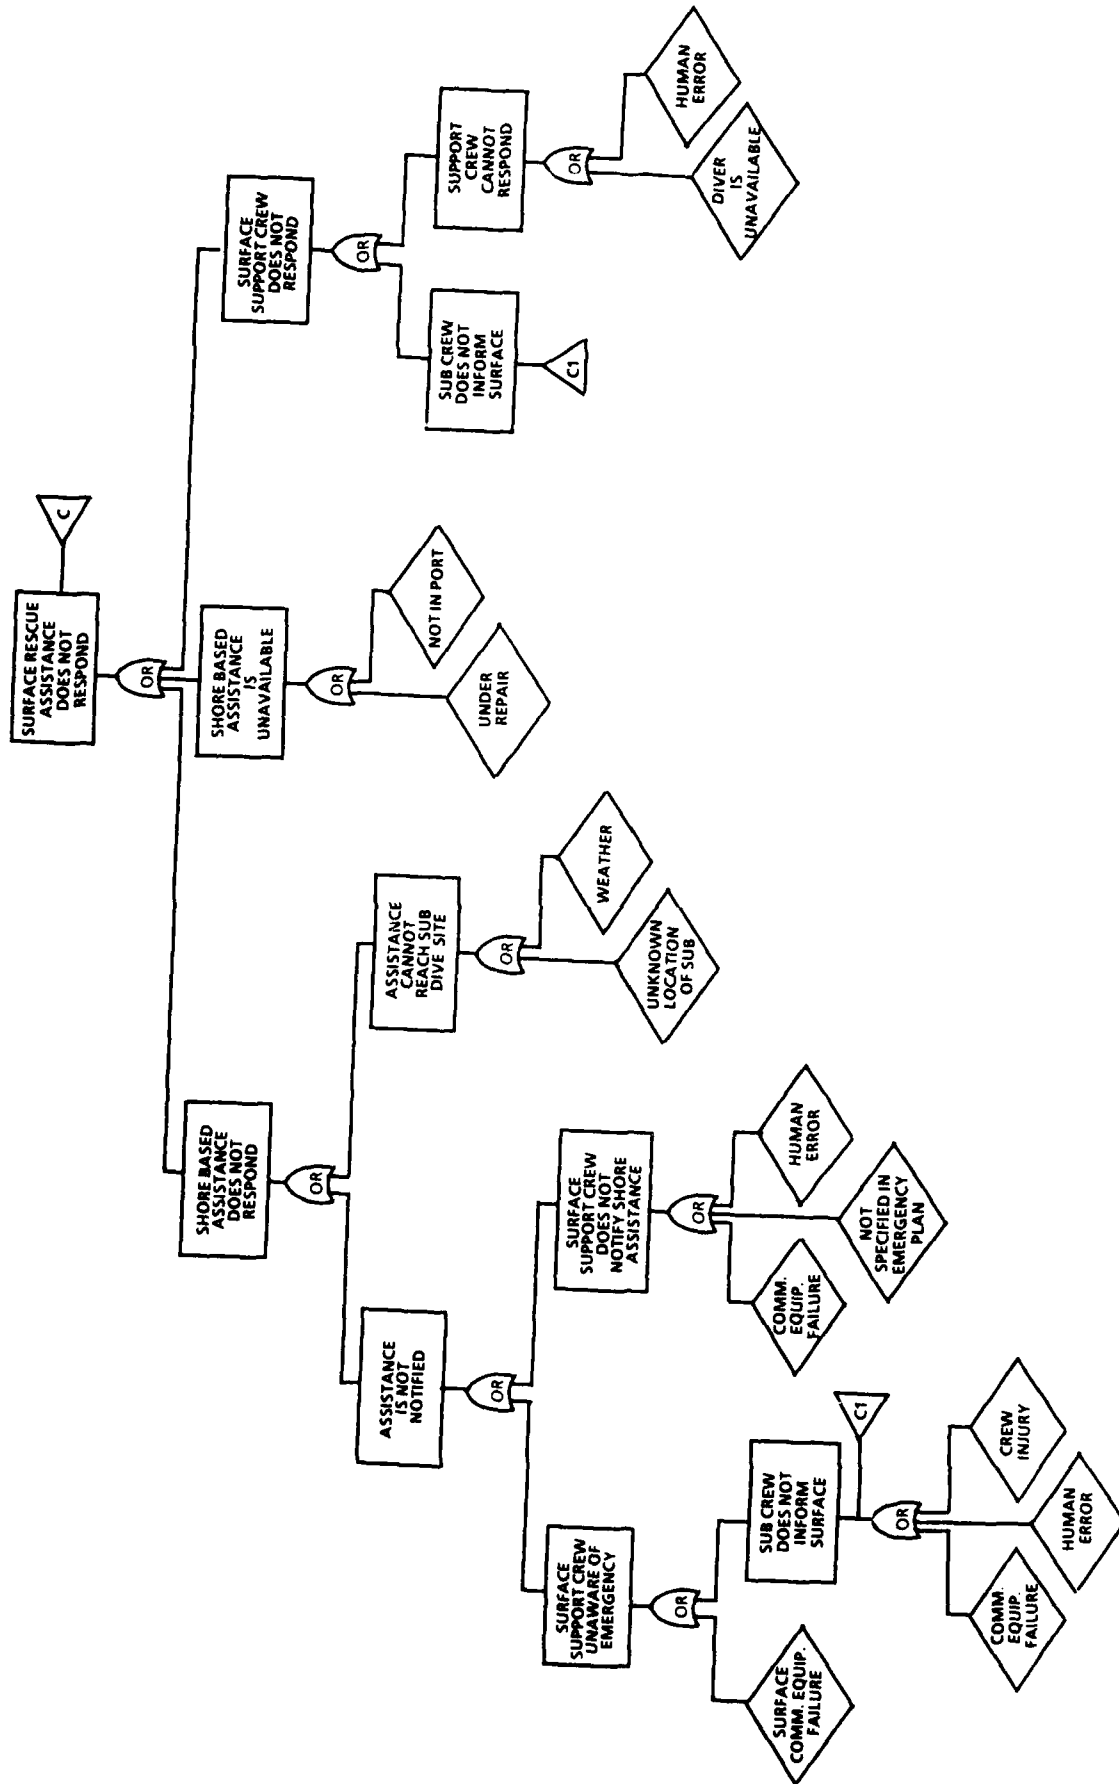 SURFACE RESCUE
ASSISTANCE
DOES NOT
RESPOND
C
OR
SHORE BASED
ASSISTANCE
DOES NOT
RESPOND
OR
SHORE BASED
ASSISTANCE
IS
UNAVAILABLE
OR
SURFACE
SUPPORT CREW
DOES NOT
RESPOND
OR
ASSISTANCE
IS NOT
NOTIFIED
OR
ASSISTANCE
CANNOT
REACH SUB
DIVE SITE
OR
UNDER
REPAIR
NOT IN PORT
SUB CREW
DOES NOT
INFORM
SURFACE
C1
SUPPORT
CREW
CANNOT
RESPOND
OR
SURFACE
SUPPORT CREW
UNAWARE OF
EMERGENCY
OR
SURFACE
SUPPORT CREW
DOES NOT
NOTIFY SHORE
ASSISTANCE
OR
UNKNOWN
LOCATION
OF SUB
WEATHER
DIVER
IS
UNAVAILABLE
HUMAN
ERROR
SURFACE
COMM. EQUIP.
FAILURE
SUB CREW
DOES NOT
INFORM
SURFACE
C1
OR
COMM.
EQUIP.
FAILURE
NOT
SPECIFIED IN
EMERGENCY
PLAN
HUMAN
ERROR
COMM.
EQUIP.
FAILURE
HUMAN
ERROR
CREW
INJURY